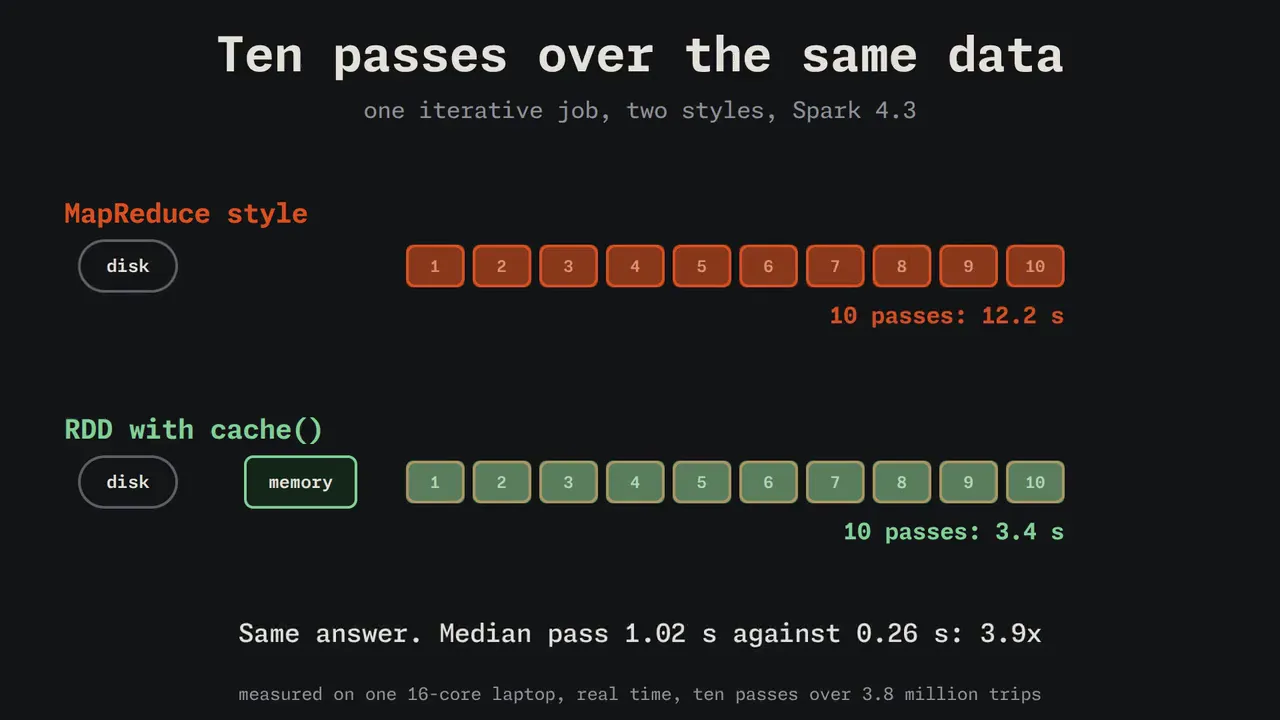 Ten passes over the same data
one iterative job, two styles, Spark 4.3
MapReduce style
disk
1 2 3 4 5 6 7 8 9 10
10 passes: 12.2 s
RDD with cache()
disk memory 1 2 3 4 5 6 7 8 9 10
10 passes: 3.4 s
Same answer. Median pass 1.02 s against 0.26 s: 3.9x
measured on one 16-core laptop, real time, ten passes over 3.8 million trips